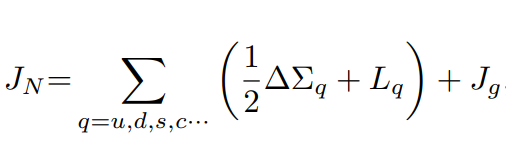 J_N = \sum_{q=u,d,s,c\cdots} \left( \frac{1}{2} \Delta\Sigma_q + L_q \right) + J_g.